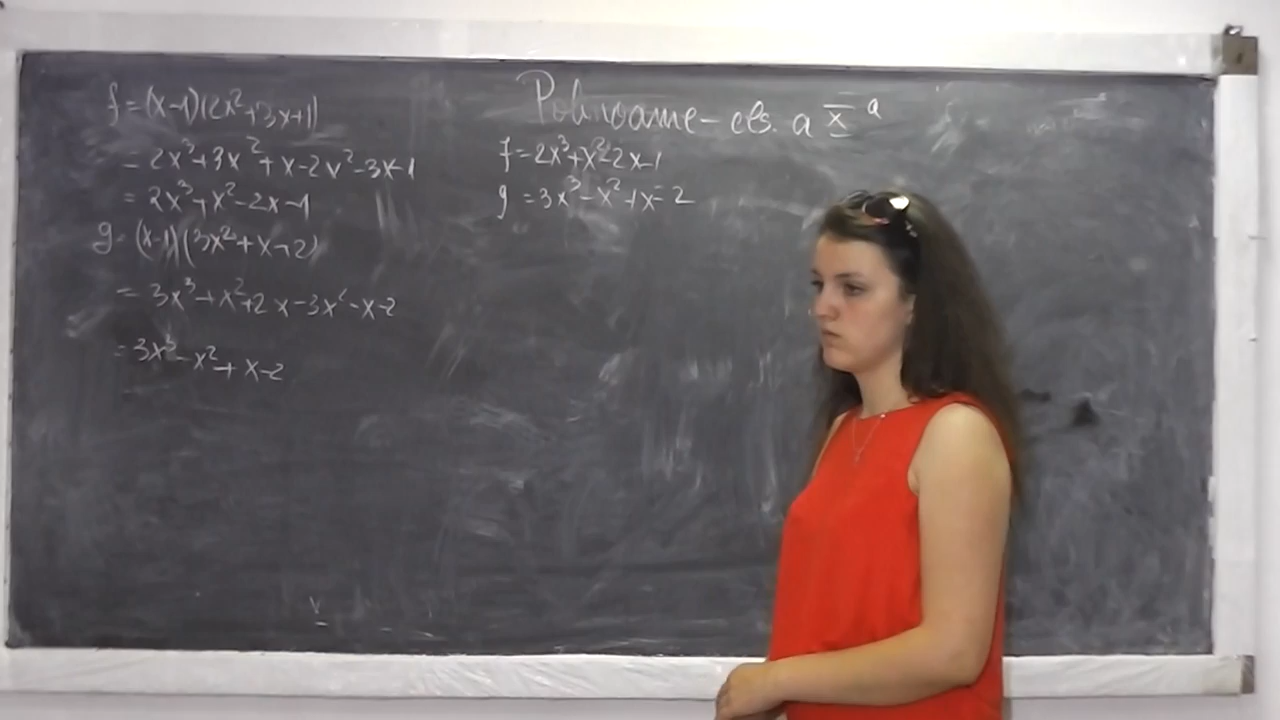 f = (x-1)(2x²+3x+1)
= 2x³+3x²+x-2x²-3x-1
= 2x³+x²-2x-1
g = (x-1)(3x²+x+2)
= 3x³+x²+2x-3x²-x-2
= 3x³-x²+x-2
Polinoame - cls. a X a
f=2x³+x²-2x-1
g=3x³-x²+x-2